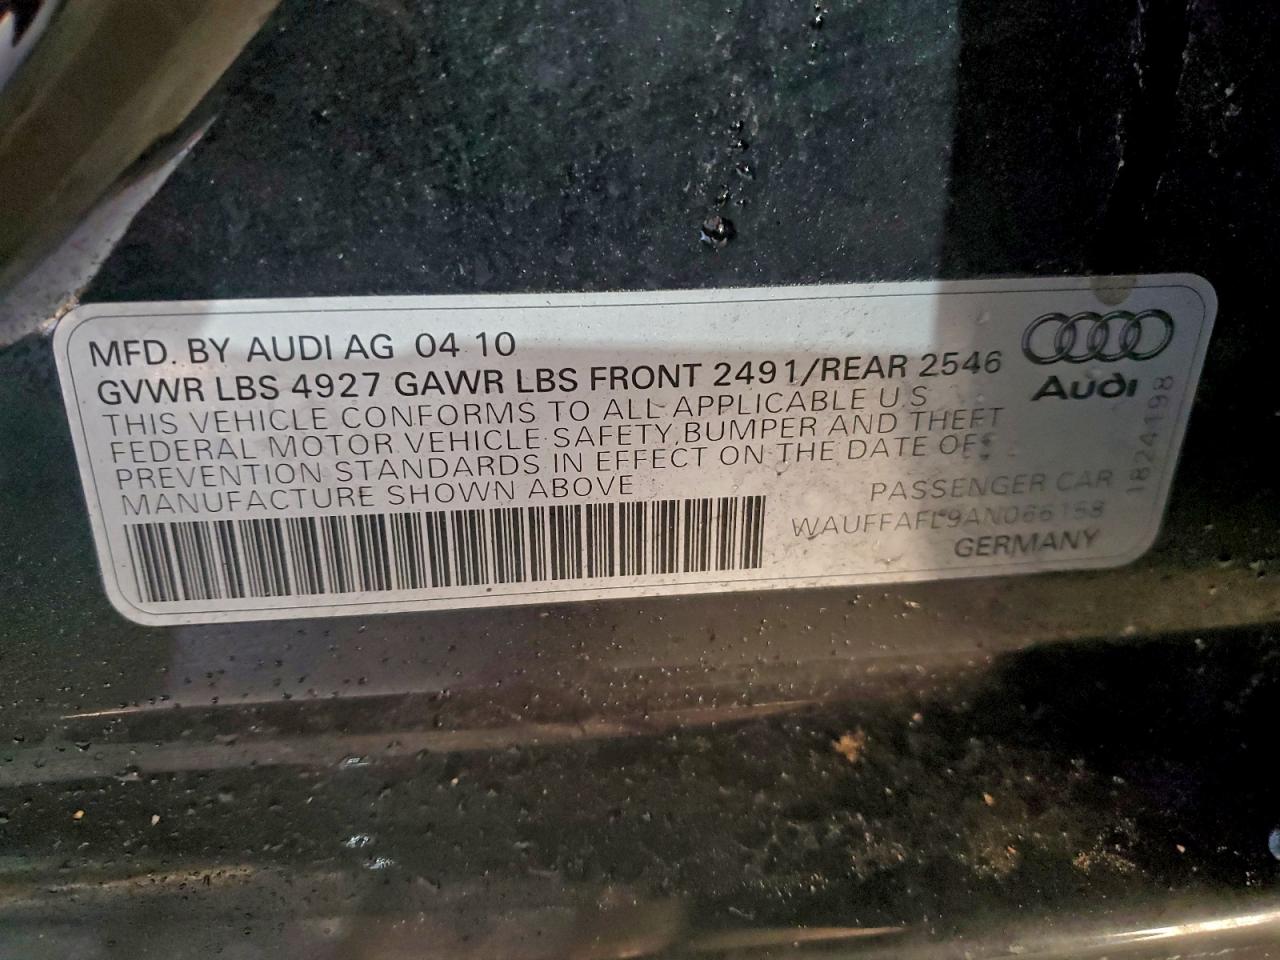 MFD. BY AUDI AG 04 10
GVWR LBS 4927 GAWR LBS FRONT 2491/REAR 2546
THIS VEHICLE CONFORMS TO ALL APPLICABLE U S
FEDERAL MOTOR VEHICLE SAFETY, BUMPER AND THEFT
PREVENTION STANDARDS IN EFFECT ON THE DATE OF
MANUFACTURE SHOWN ABOVE
PASSENGER CAR
WAUFFAFL9AN066158
GERMANY
Audi
1824198